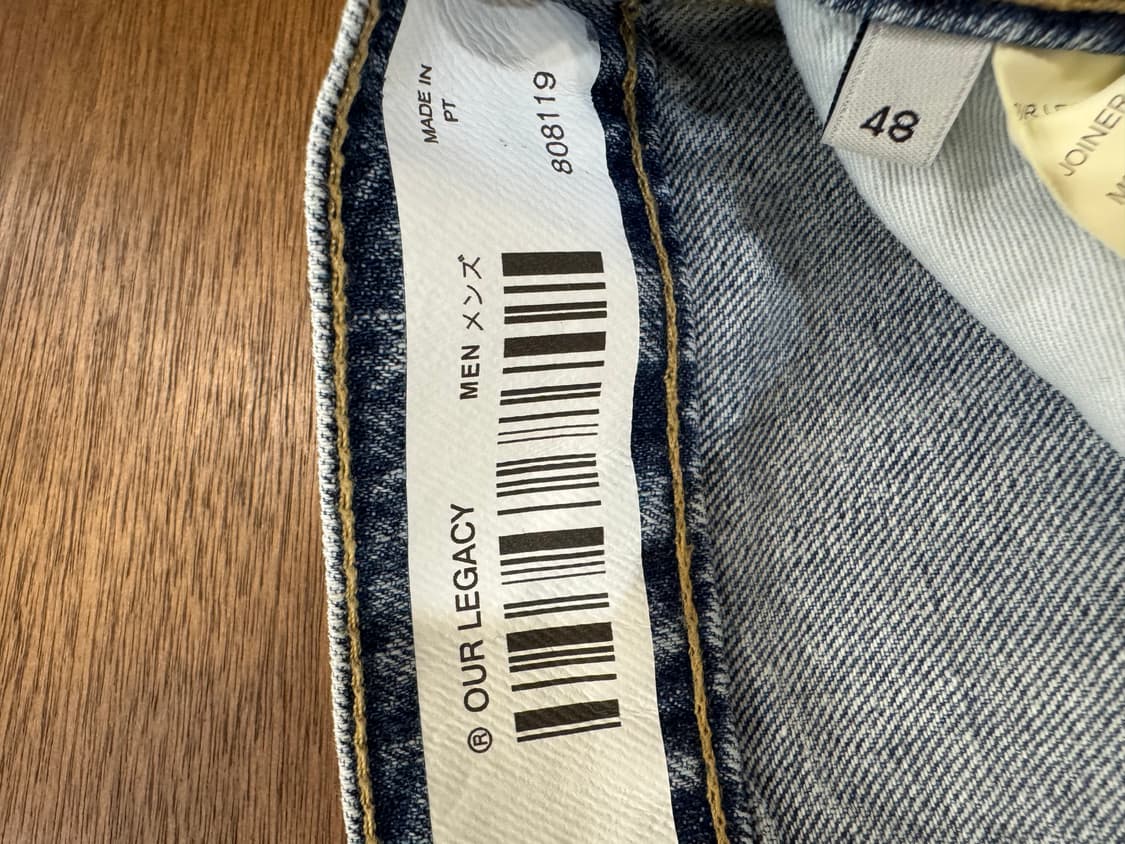 ® OUR LEGACY
MEN メンズ
MADE IN
PT
808119
48
JOINER